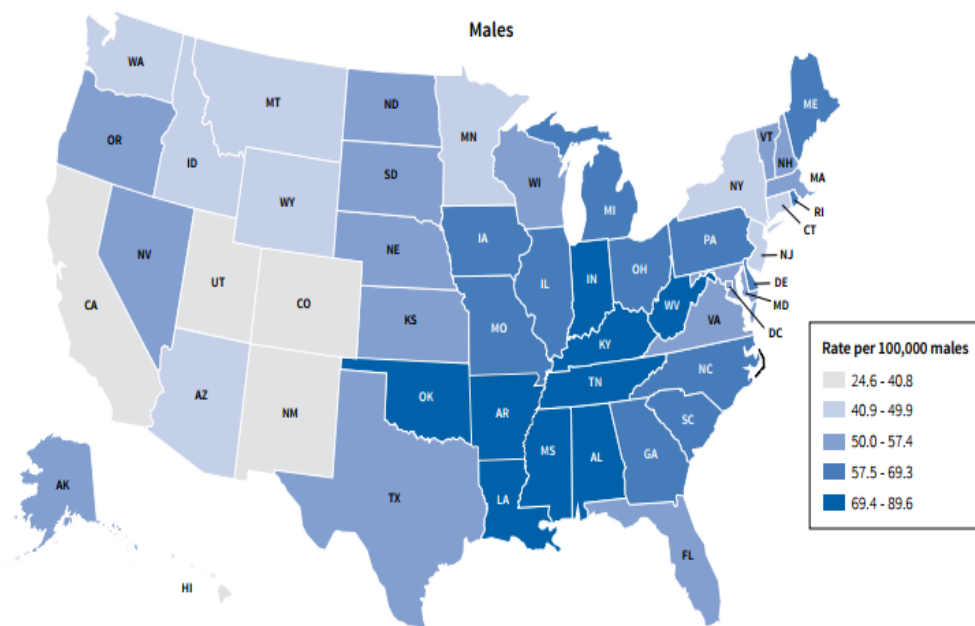 Males
WA
MT
ND
MN
ME
OR
ID
SD
WI
VT
NH
MA
NY
WY
MI
RI
CT
IA
PA
NE
NJ
NV
IL
IN
OH
DE
UT
CO
WV
MD
CA
KS
MO
VA
DC
KY
NC
TN
AZ
NM
OK
AR
SC
MS
AL
GA
AK
TX
LA
FL
HI
Rate per 100,000 males
24.6 - 40.8
40.9 - 49.9
50.0 - 57.4
57.5 - 69.3
69.4 - 89.6